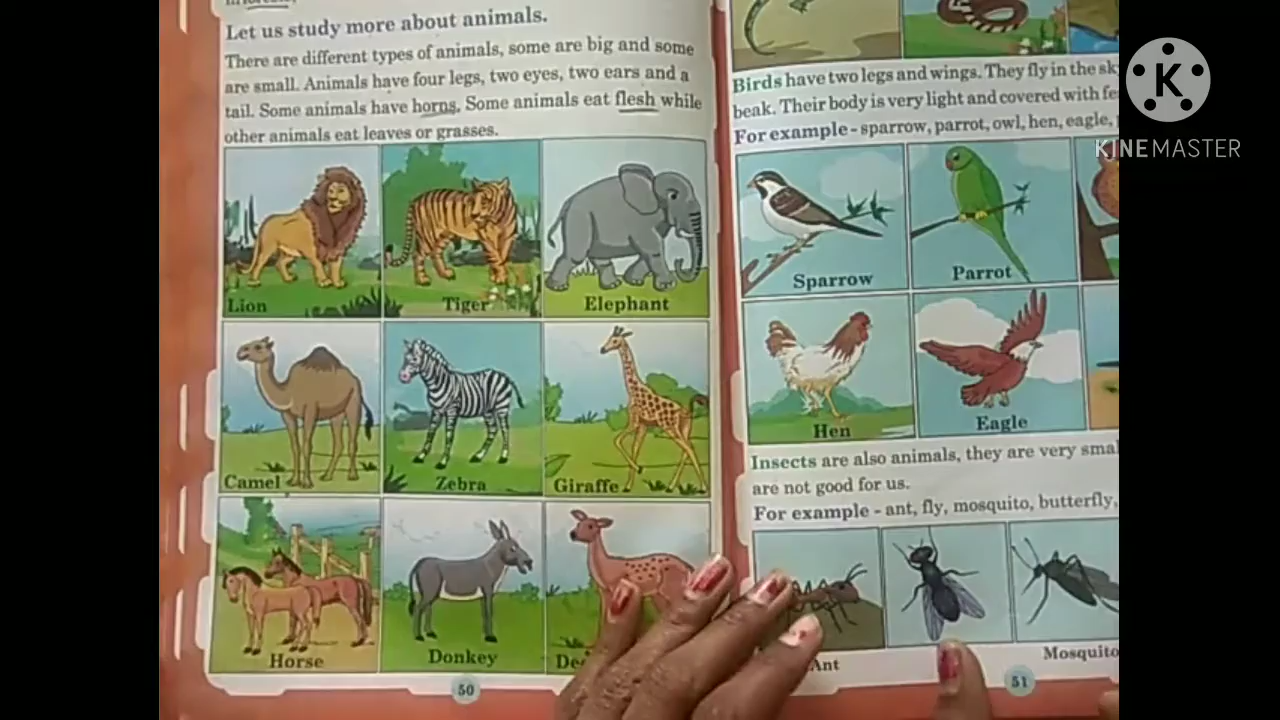 Let us study more about animals.
There are different types of animals, some are big and some
are small. Animals have four legs, two eyes, two ears and a
tail. Some animals have horns. Some animals eat flesh while
other animals eat leaves or grasses.
Lion
Tiger
Elephant
Camel
Zebra
Giraffe
Horse
Donkey
50
Birds have two legs and wings. They fly in the
beak. Their body is very light and covered with
For example - sparrow, parrot, owl, hen, eagle,
Sparrow
Parrot
Hen
Eagle
Insects are also animals, they are very
are not good for us.
For example - ant, fly, mosquito, butterfly,
Ant
Mosquito
51
K
KINEMASTER